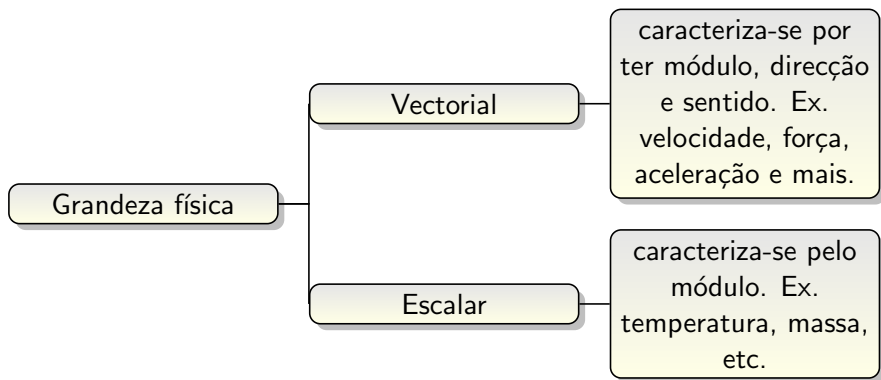 Grandeza física
Vectorial
caracteriza-se por
ter módulo, direcção
e sentido. Ex.
velocidade, força,
aceleração e mais.
Escalar
caracteriza-se pelo
módulo. Ex.
temperatura, massa,
etc.